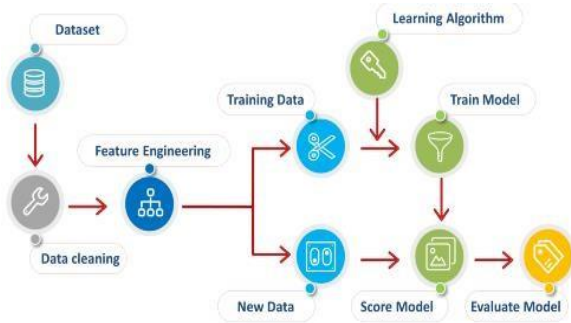 Dataset
Learning Algorithm
Training Data
Train Model
Feature Engineering
Data cleaning
New Data
Score Model
Evaluate Model